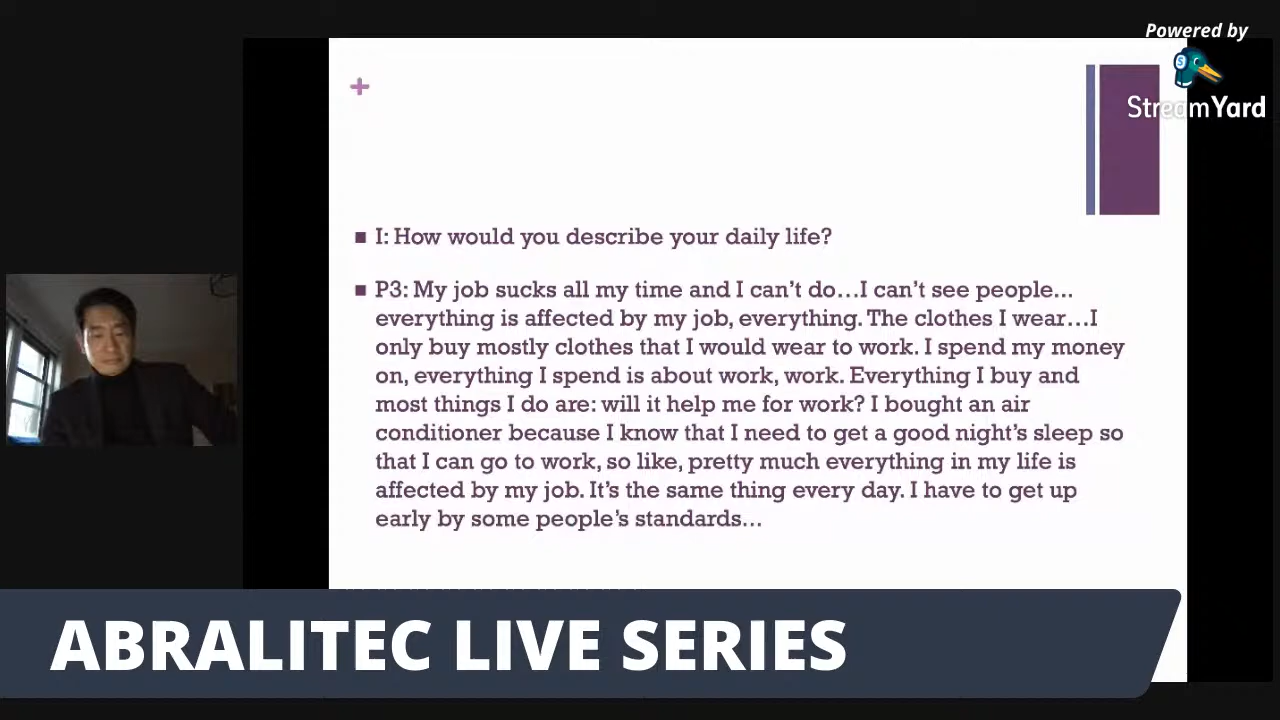 Powered by
StreamYard
+
I: How would you describe your daily life?
P3: My job sucks all my time and I can't do…I can't see people…
everything is affected by my job, everything. The clothes I wear…I
only buy mostly clothes that I would wear to work. I spend my money
on, everything I spend is about work, work. Everything I buy and
most things I do are: will it help me for work? I bought an air
conditioner because I know that I need to get a good night's sleep so
that I can go to work, so like, pretty much everything in my life is
affected by my job. It's the same thing every day. I have to get up
early by some people's standards…
ABRALITEC LIVE SERIES